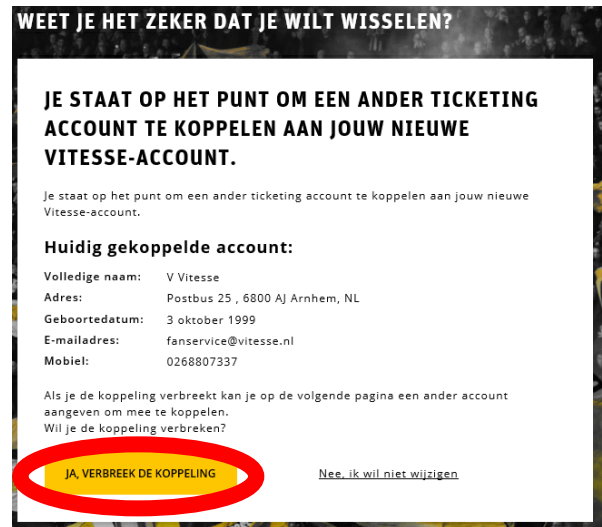 WEET JE HET ZEKER DAT JE WILT WISSELEN?
JE STAAT OP HET PUNT OM EEN ANDER TICKETING
ACCOUNT TE KOPPELEN AAN JOUW NIEUWE
VITESSE-ACCOUNT.
Je staat op het punt om een ander ticketing account te koppelen aan jouw nieuwe
Vitesse-account.
Huidig gekoppelde account:
Volledige naam: V Vitesse
Adres: Postbus 25 , 6800 AJ Arnhem, NL
Geboortedatum: 3 oktober 1999
E-mailadres: fanservice@vitesse.nl
Mobiel: 0268807337
Als je de koppeling verbreekt kan je op de volgende pagina een ander account
aangeven om mee te koppelen.
Wil je de koppeling verbreken?
JA, VERBREEK DE KOPPELING Nee, ik wil niet wijzigen